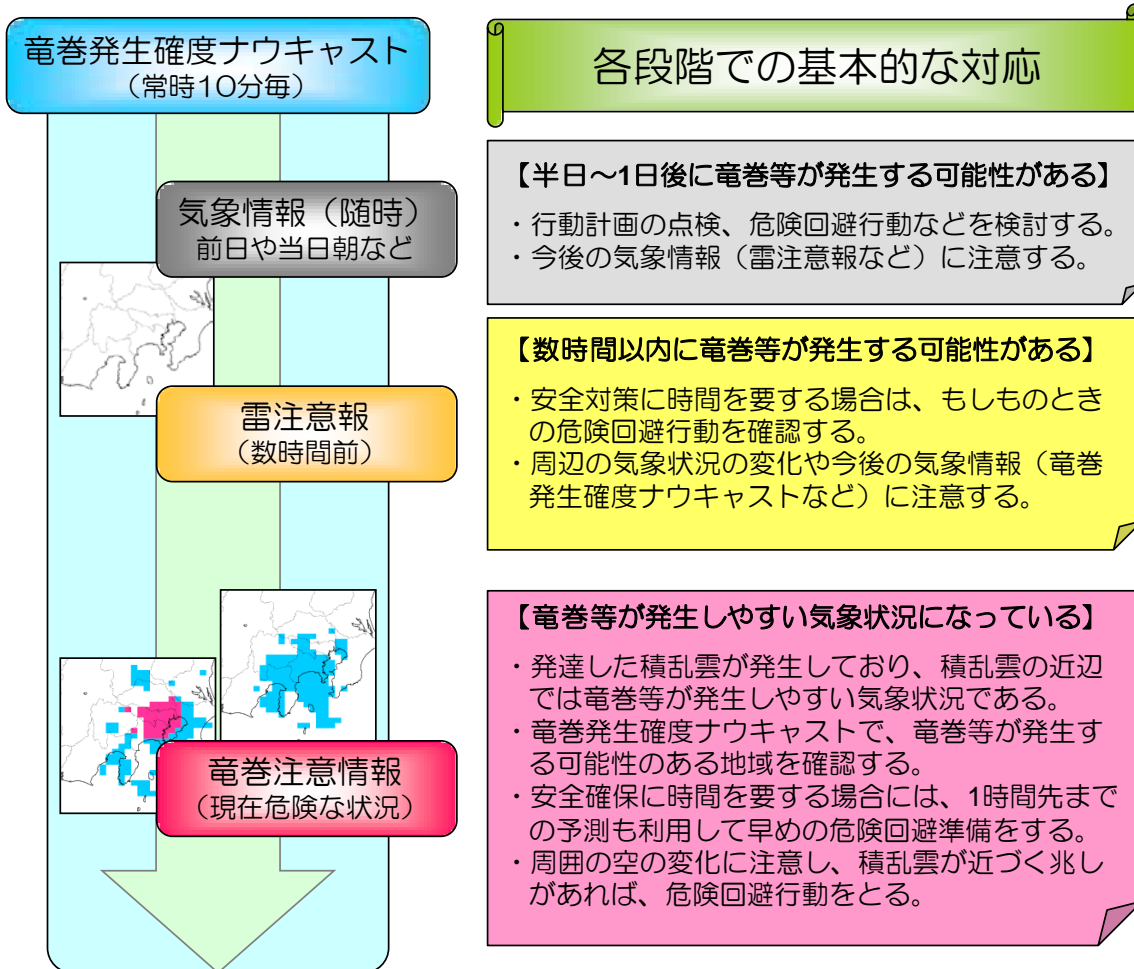 竜巻発生確度ナウキャスト
（常時10分毎）
気象情報（随時）
前日や当日朝など
雷注意報
（数時間前）
竜巻注意情報
（現在危険な状況）
各段階での基本的な対応
【半日～1日後に竜巻等が発生する可能性がある】
・行動計画の点検、危険回避行動などを検討する。
・今後の気象情報（雷注意報など）に注意する。
【数時間以内に竜巻等が発生する可能性がある】
・安全対策に時間を要する場合は、もしものとき
の危険回避行動を確認する。
・周辺の気象状況の変化や今後の気象情報（竜巻
発生確度ナウキャストなど）に注意する。
【竜巻等が発生しやすい気象状況になっている】
・発達した積乱雲が発生しており、積乱雲の近辺
では竜巻等が発生しやすい気象状況である。
・竜巻発生確度ナウキャストで、竜巻等が発生す
る可能性のある地域を確認する。
・安全確保に時間を要する場合には、1時間先まで
の予測も利用して早めの危険回避準備をする。
・周囲の空の変化に注意し、積乱雲が近づく兆し
があれば、危険回避行動をとる。